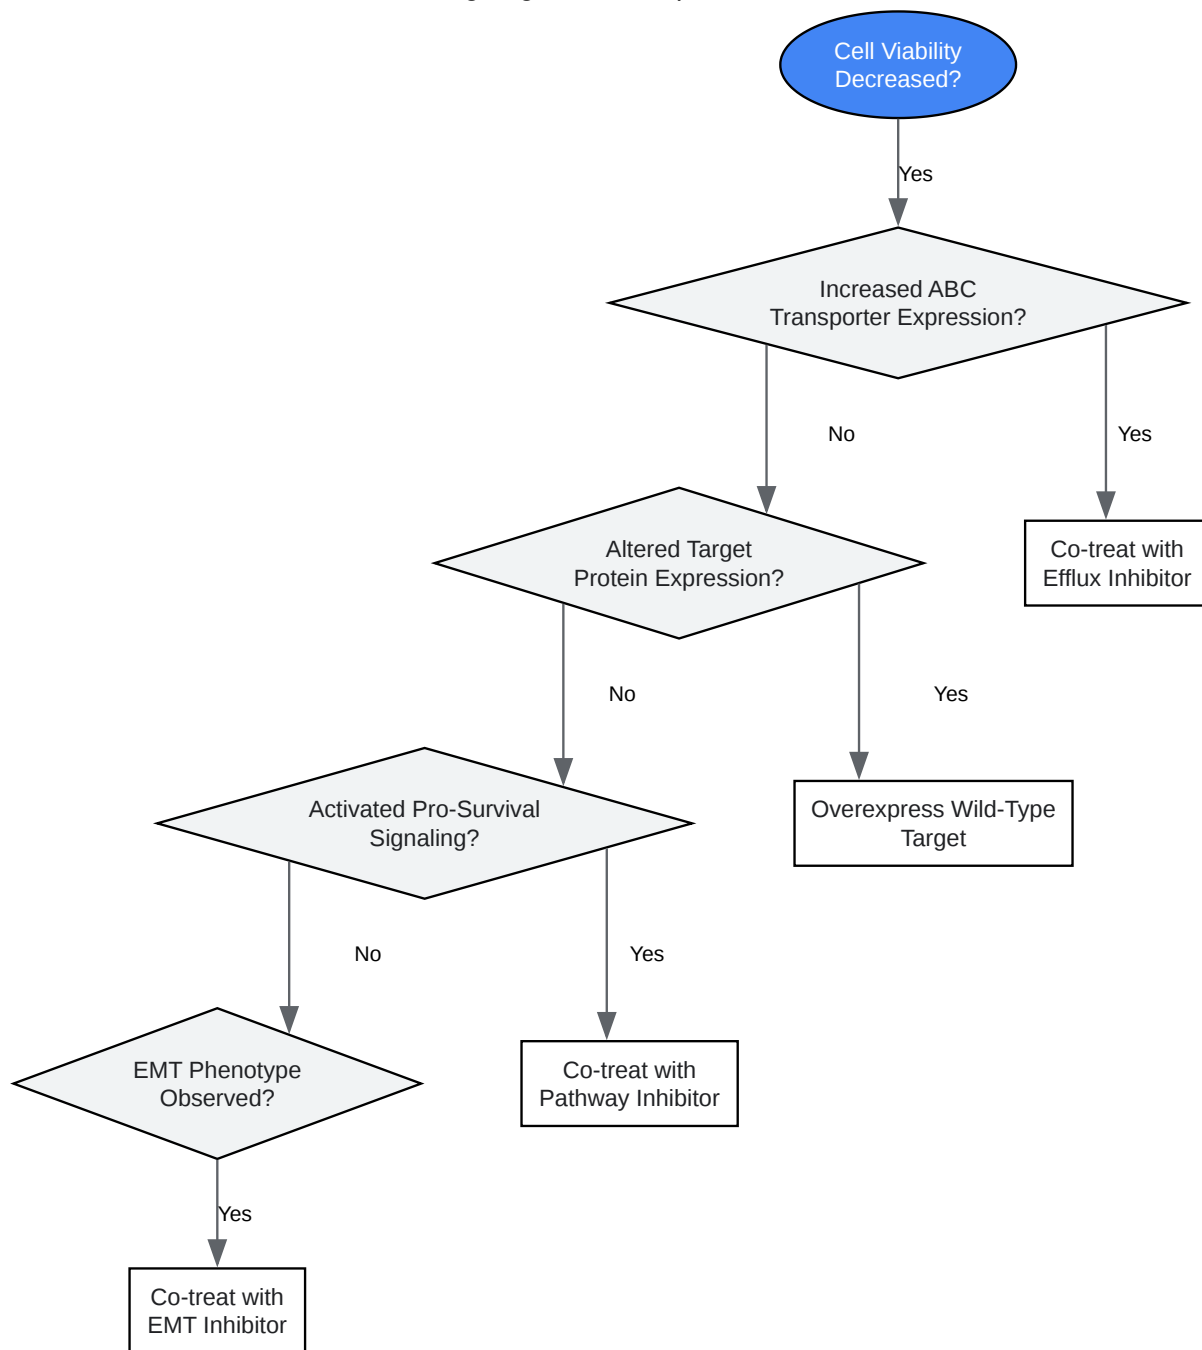 Cell Viability
Decreased?
Yes
Increased ABC
Transporter Expression?
No
Yes
Altered Target
Protein Expression?
Co-treat with
Efflux Inhibitor
No
Yes
Activated Pro-Survival
Signaling?
Overexpress Wild-Type
Target
No
Yes
EMT Phenotype
Observed?
Co-treat with
Pathway Inhibitor
Yes
Co-treat with
EMT Inhibitor